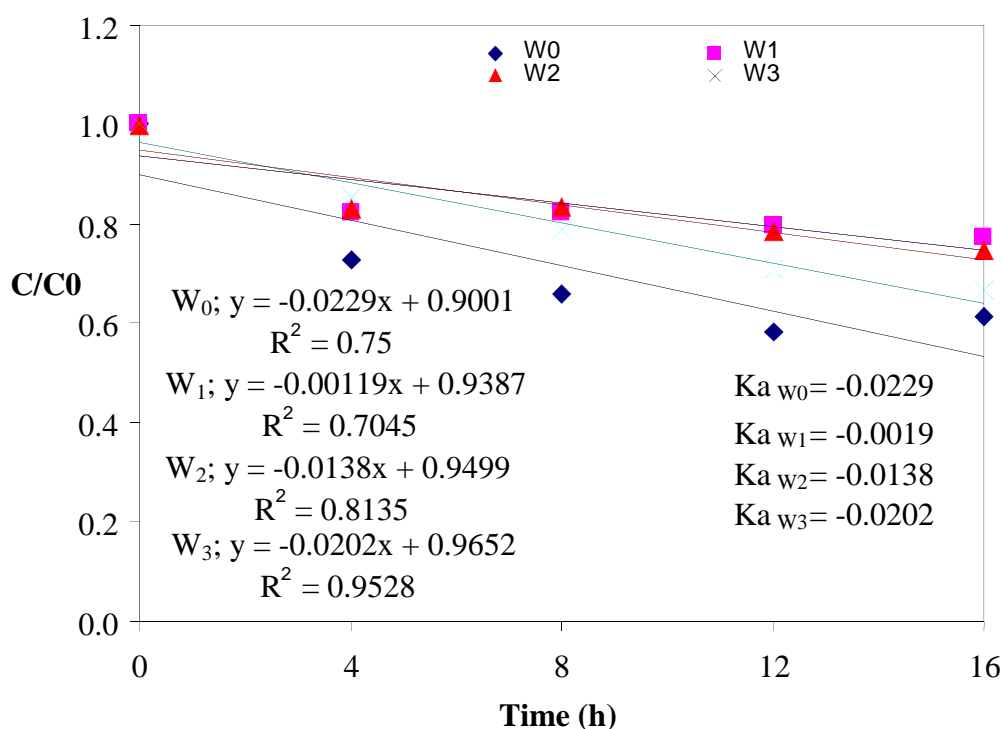 1.2
W0 W1
W2 W3
1.0
0.8
C/C0
W₀; y = -0.0229x + 0.9001
R² = 0.75
0.6
W₁; y = -0.00119x + 0.9387
R² = 0.7045
0.4
W₂; y = -0.0138x + 0.9499
R² = 0.8135
0.2
W₃; y = -0.0202x + 0.9652
R² = 0.9528
0.0
Ka W0= -0.0229
Ka W1= -0.0019
Ka W2= -0.0138
Ka W3= -0.0202
0 4 8 12 16
Time (h)